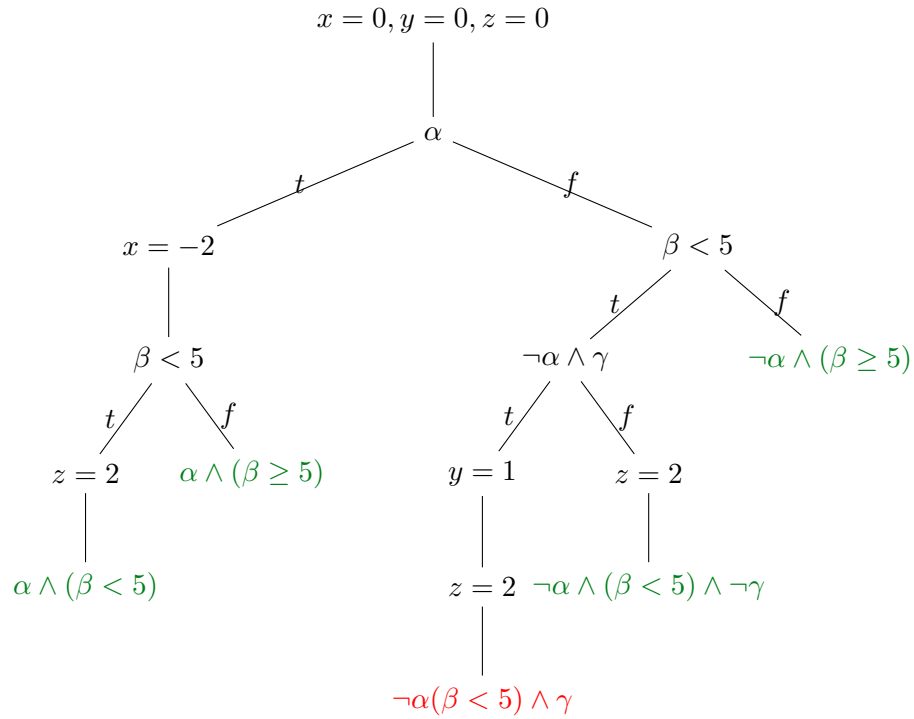 x = 0, y = 0, z = 0
α
t
f
x = −2
β < 5
t
f
β < 5
¬α ∧ γ
¬α ∧ (β ≥ 5)
t
f
t
f
z = 2
α ∧ (β ≥ 5)
y = 1
z = 2
α ∧ (β < 5)
z = 2
¬α ∧ (β < 5) ∧ ¬γ
¬α(β < 5) ∧ γ